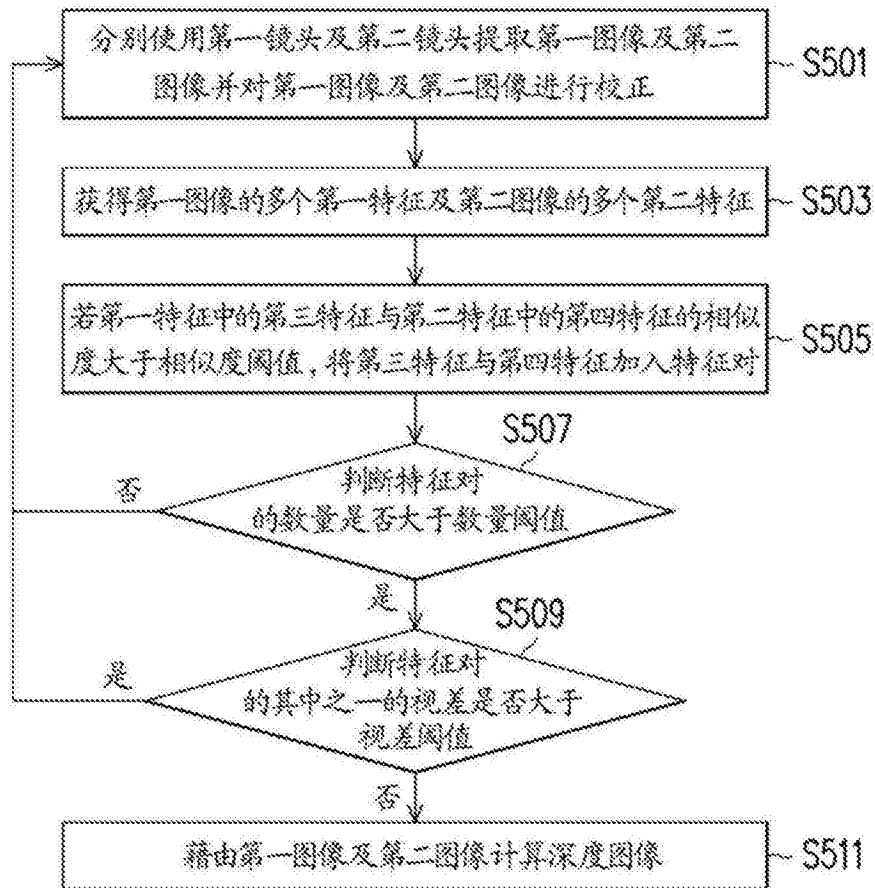 分别使用第一镜头及第二镜头提取第一图像及第二
图像并对第一图像及第二图像进行校正
S501
获得第一图像的多个第一特征及第二图像的多个第二特征
S503
若第一特征中的第三特征与第二特征中的第四特征的相似
度大于相似度阈值,将第三特征与第四特征加入特征对
S505
S507
判断特征对
的数量是否大于数量阈值
否
是
S509
判断特征对
的其中之一的视差是否大于
视差阈值
是
否
藉由第一图像及第二图像计算深度图像
S511